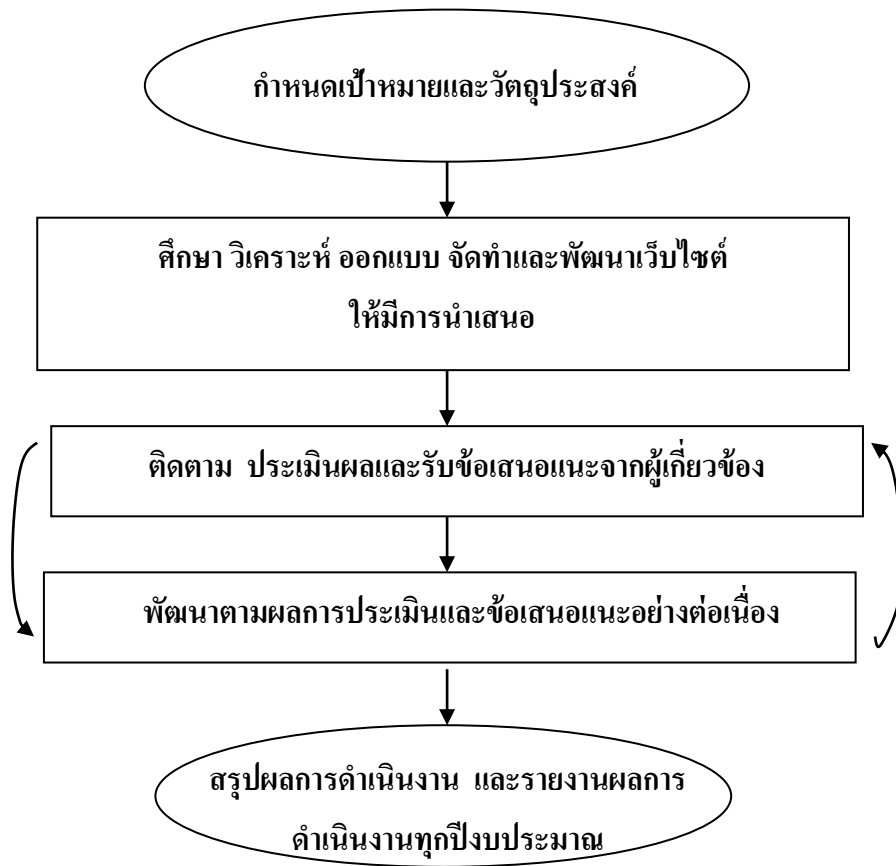 กำหนดเป้าหมายและวัตถุประสงค์
ศึกษา วิเคราะห์ ออกแบบ จัดทำและพัฒนาเว็บไซต์
ให้มีการนำเสนอ
ติดตาม ประเมินผลและรับข้อเสนอแนะจากผู้เกี่ยวข้อง
พัฒนาตามผลการประเมินและข้อเสนอแนะอย่างต่อเนื่อง
สรุปผลการดำเนินงาน และรายงานผลการ
ดำเนินงานทุกปีงบประมาณ